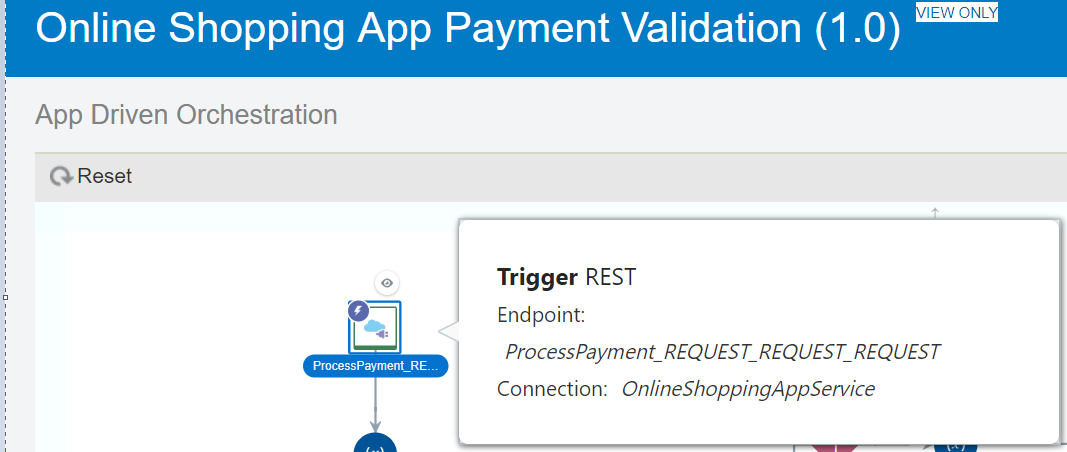 Online Shopping App Payment Validation (1.0) VIEW ONLY
App Driven Orchestration
Reset
Trigger REST
Endpoint:
ProcessPayment_REQUEST_REQUEST_REQUEST
Connection: OnlineShoppingAppService
ProcessPayment_RE...